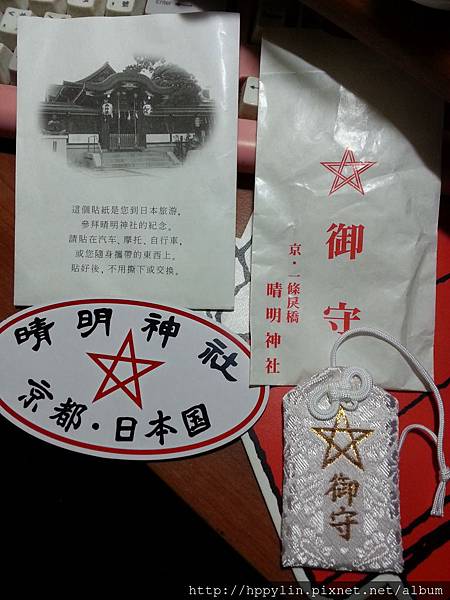 這個貼紙是您到日本旅游,
參拜晴明神社的紀念。
請貼在汽车、摩托、自行車,
或您隨身攜帶的東西上。
貼好後,不用撕下或交換。
御守
京・一條戻橋
晴明神社
晴明神社
京都・日本国
御守
http://hppylin.pixnet.net/album